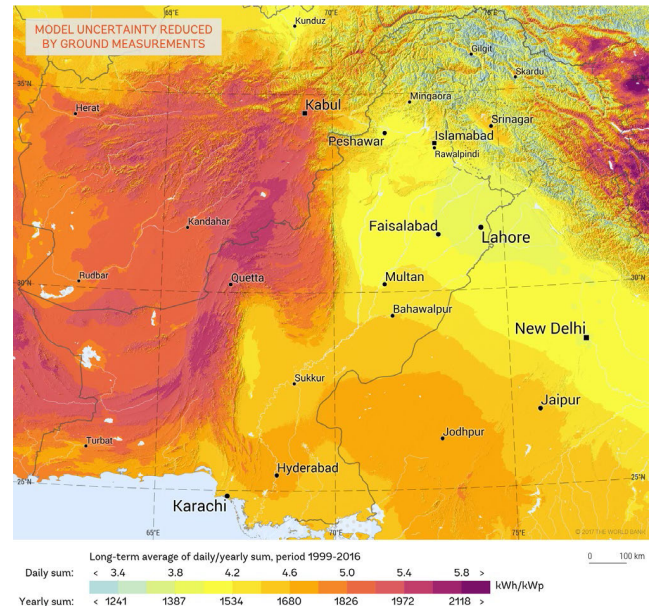 65°E
70°E
75°E
MODEL UNCERTAINTY REDUCED
BY GROUND MEASUREMENTS
Kunduz
Gilgit
Skardu
35°N
Mingaora
Herat
Kabul
Srinagar
Peshawar
Islamabad
Rawalpindi
Kandahar
Faisalabad
Lahore
Rudbar
Quetta
Multan
30°N
30°N
Bahawalpur
New Delhi
Sukkur
Jaipur
Turbat
Jodhpur
Hyderabad
25°N
25°N
Karachi
65°E
70°E
75°E
© 2017 THE WORLD BANK
Long-term average of daily/yearly sum, period 1999-2016
0 100 km
Daily sum: < 3.4 3.8 4.2 4.6 5.0 5.4 5.8 >
kWh/kWp
Yearly sum: < 1241 1387 1534 1680 1826 1972 2118 >